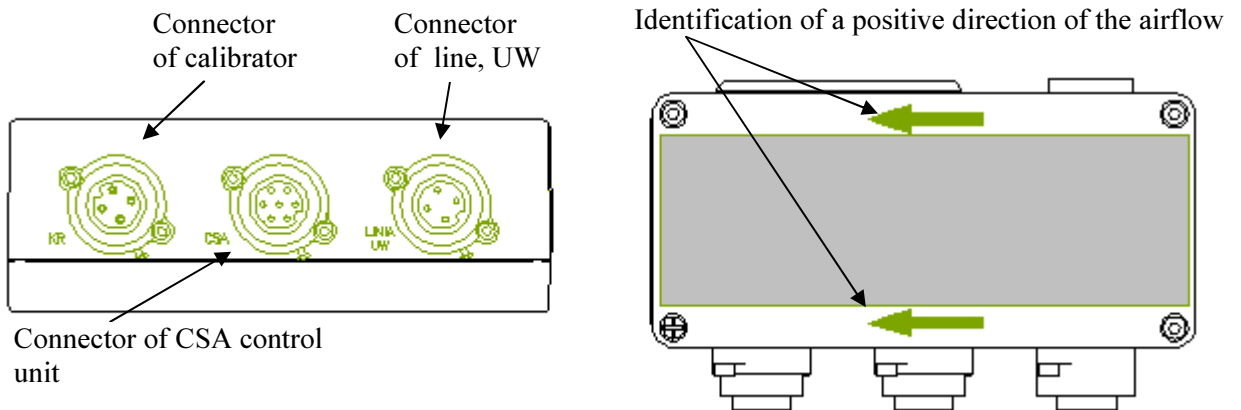 Connector
of calibrator
Connector
of line, UW
Identification of a positive direction of the airflow
KR
CSA
LINIA
UW
Connector of CSA control
unit